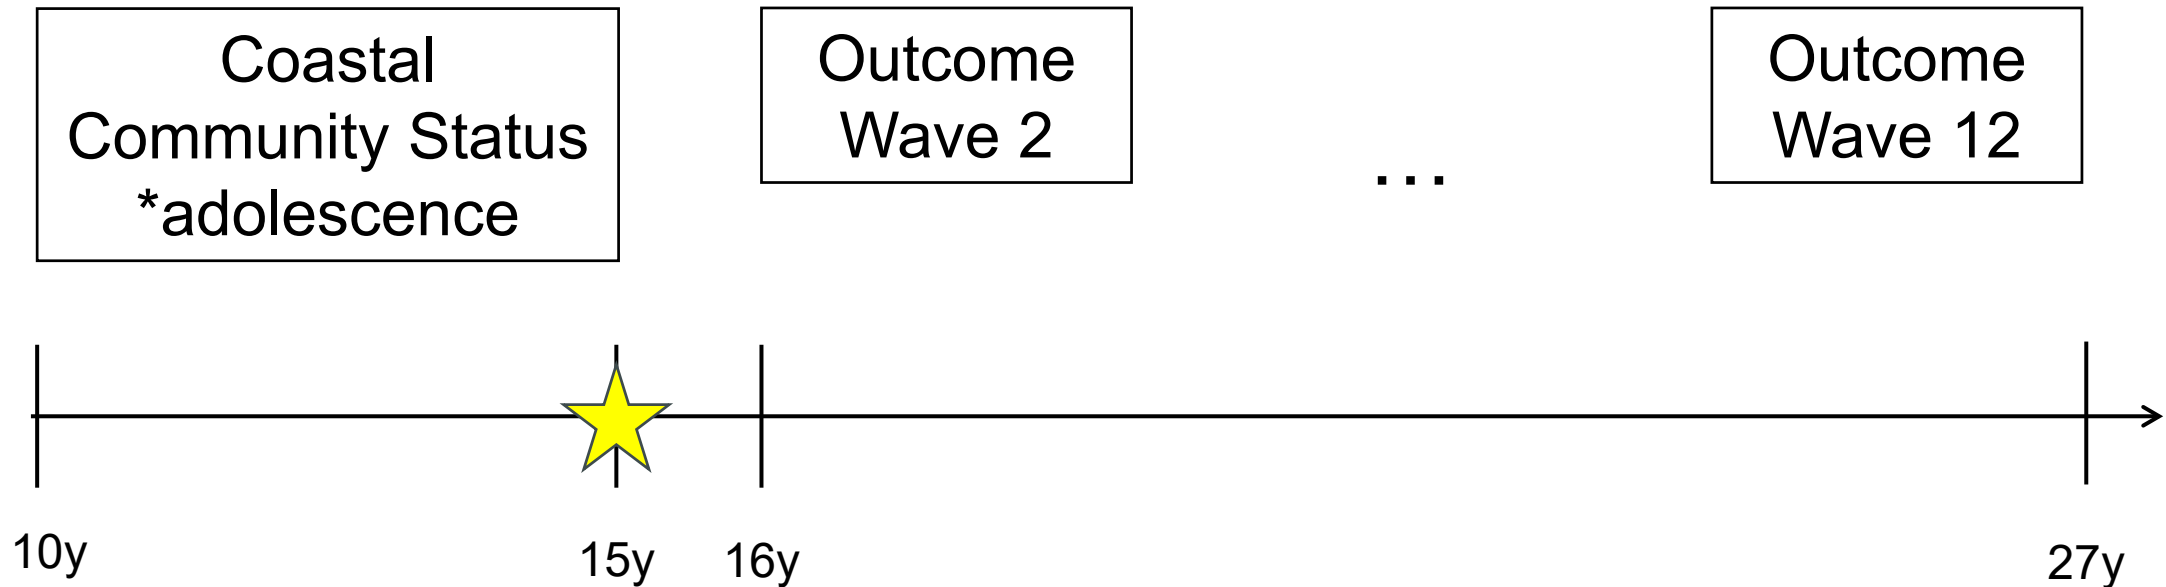 Coastal
Community Status
*adolescence
Outcome
Wave 2
...
Outcome
Wave 12
10y
15y
16y
27y